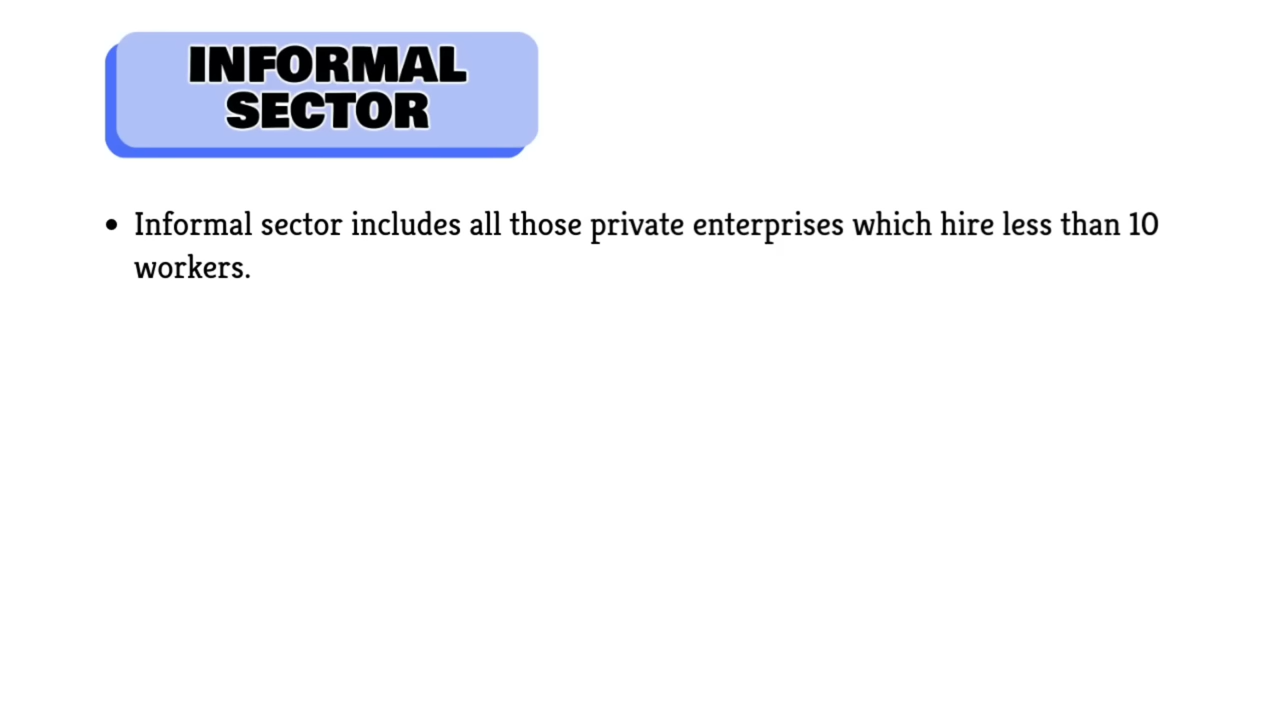 INFORMAL
SECTOR
• Informal sector includes all those private enterprises which hire less than 10
workers.